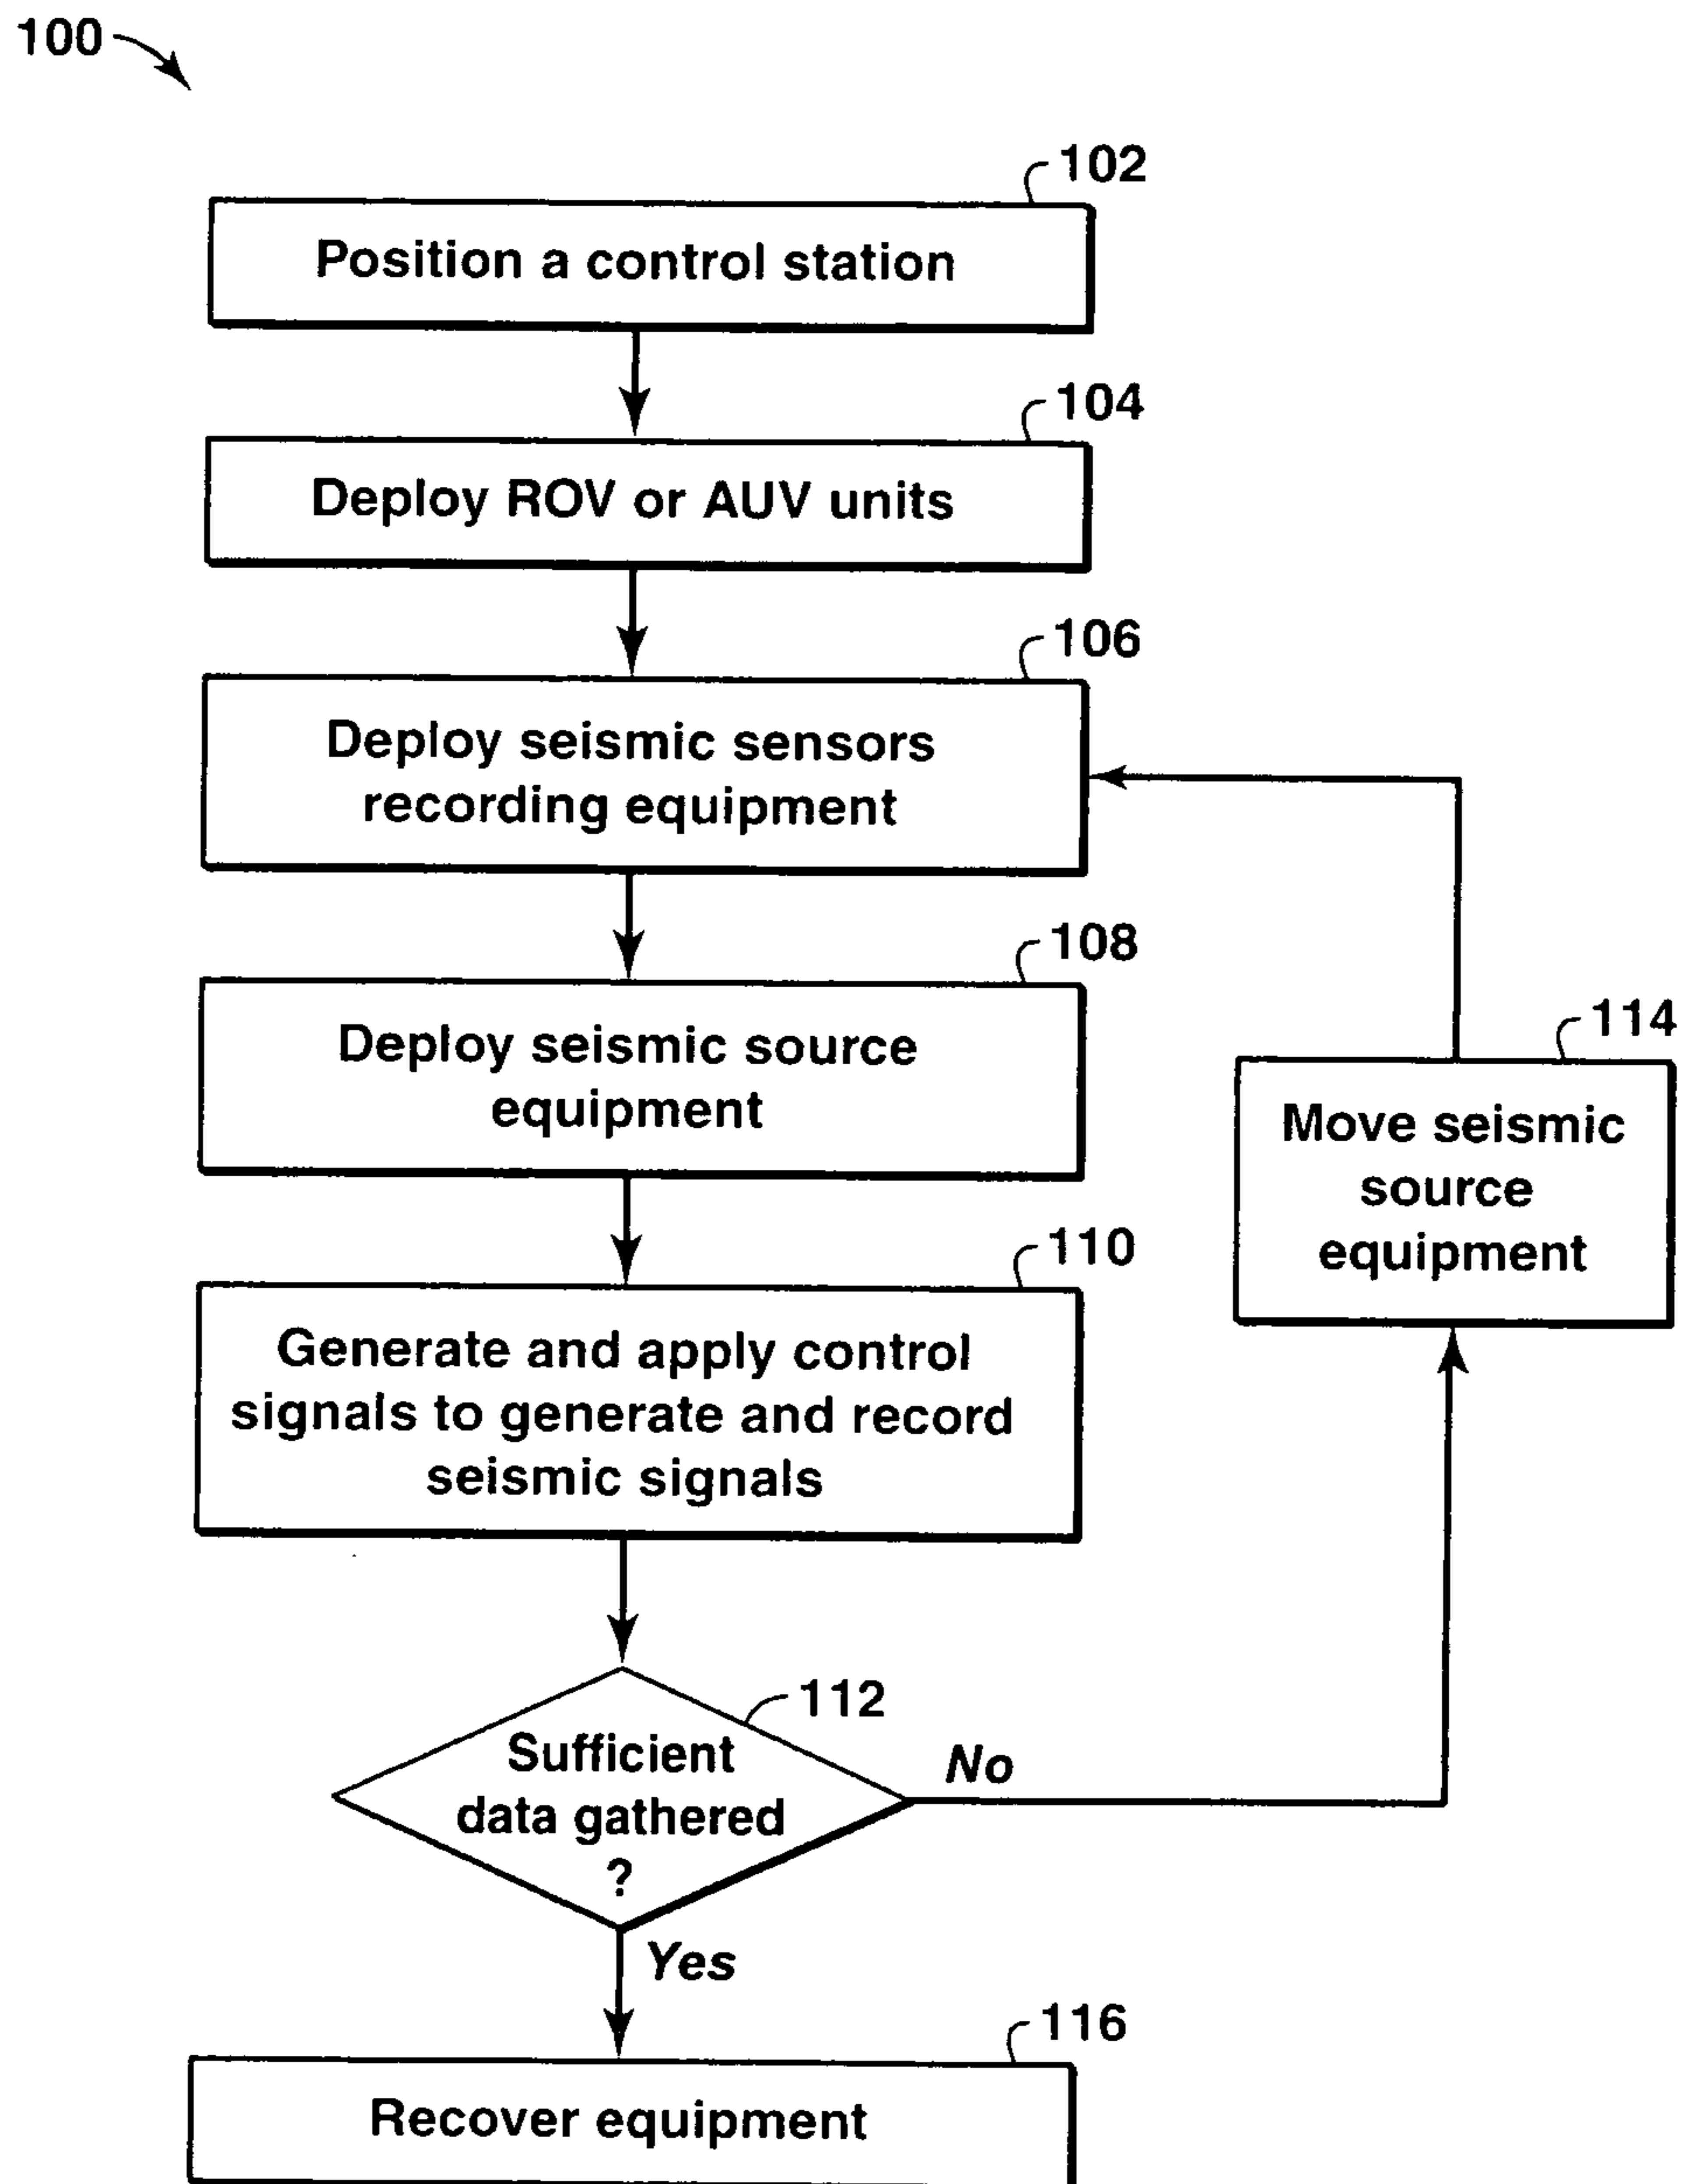 100
102
Position a control station
104
Deploy ROV or AUV units
106
Deploy seismic sensors
recording equipment
108
Deploy seismic source
equipment
114
Move seismic
source
equipment
110
Generate and apply control
signals to generate and record
seismic signals
112
Sufficient
data gathered
?
No
Yes
116
Recover equipment